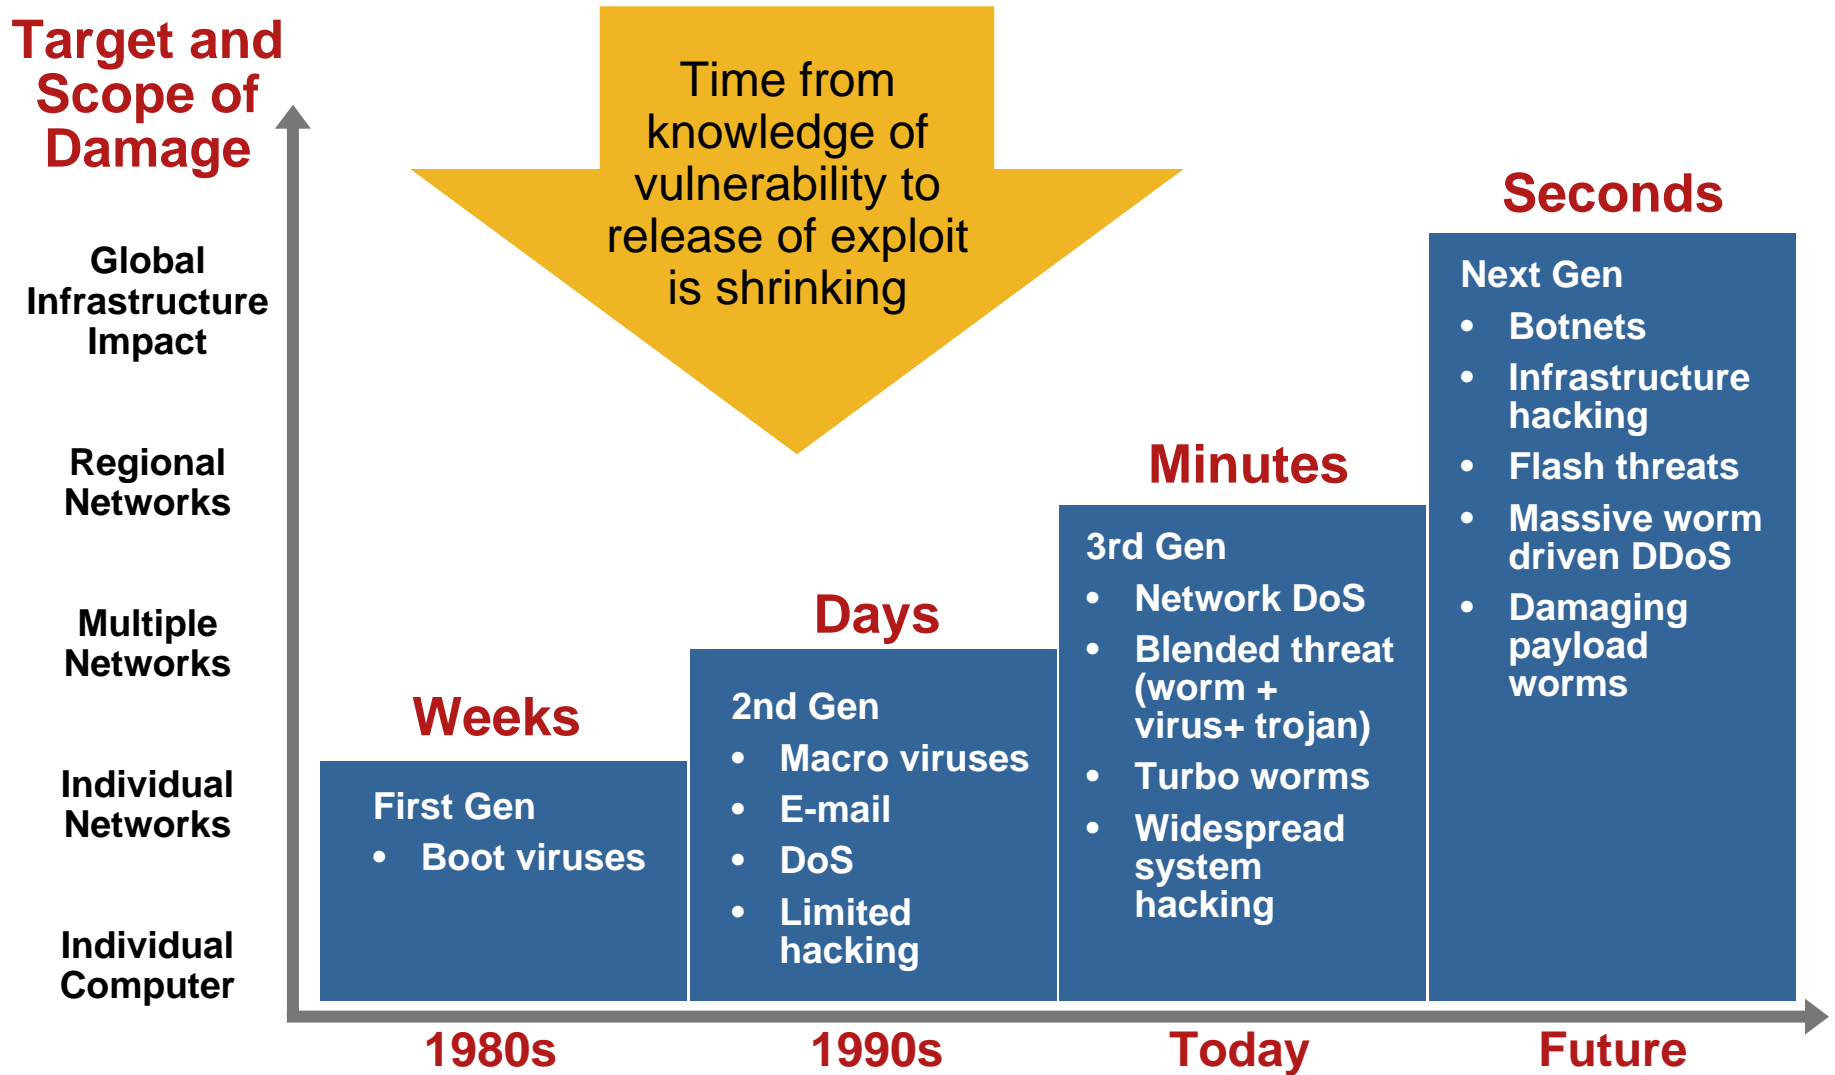 Target and
Scope of
Damage
Time from
knowledge of
vulnerability to
release of exploit
is shrinking
Global
Infrastructure
Impact
Regional
Networks
Multiple
Networks
Individual
Networks
Individual
Computer
Weeks
First Gen
• Boot viruses
Days
2nd Gen
• Macro viruses
• E-mail
• DoS
• Limited
hacking
Minutes
3rd Gen
• Network DoS
• Blended threat
(worm +
virus+ trojan)
• Turbo worms
• Widespread
system
hacking
Seconds
Next Gen
• Botnets
• Infrastructure
hacking
• Flash threats
• Massive worm
driven DDoS
• Damaging
payload
worms
1980s
1990s
Today
Future